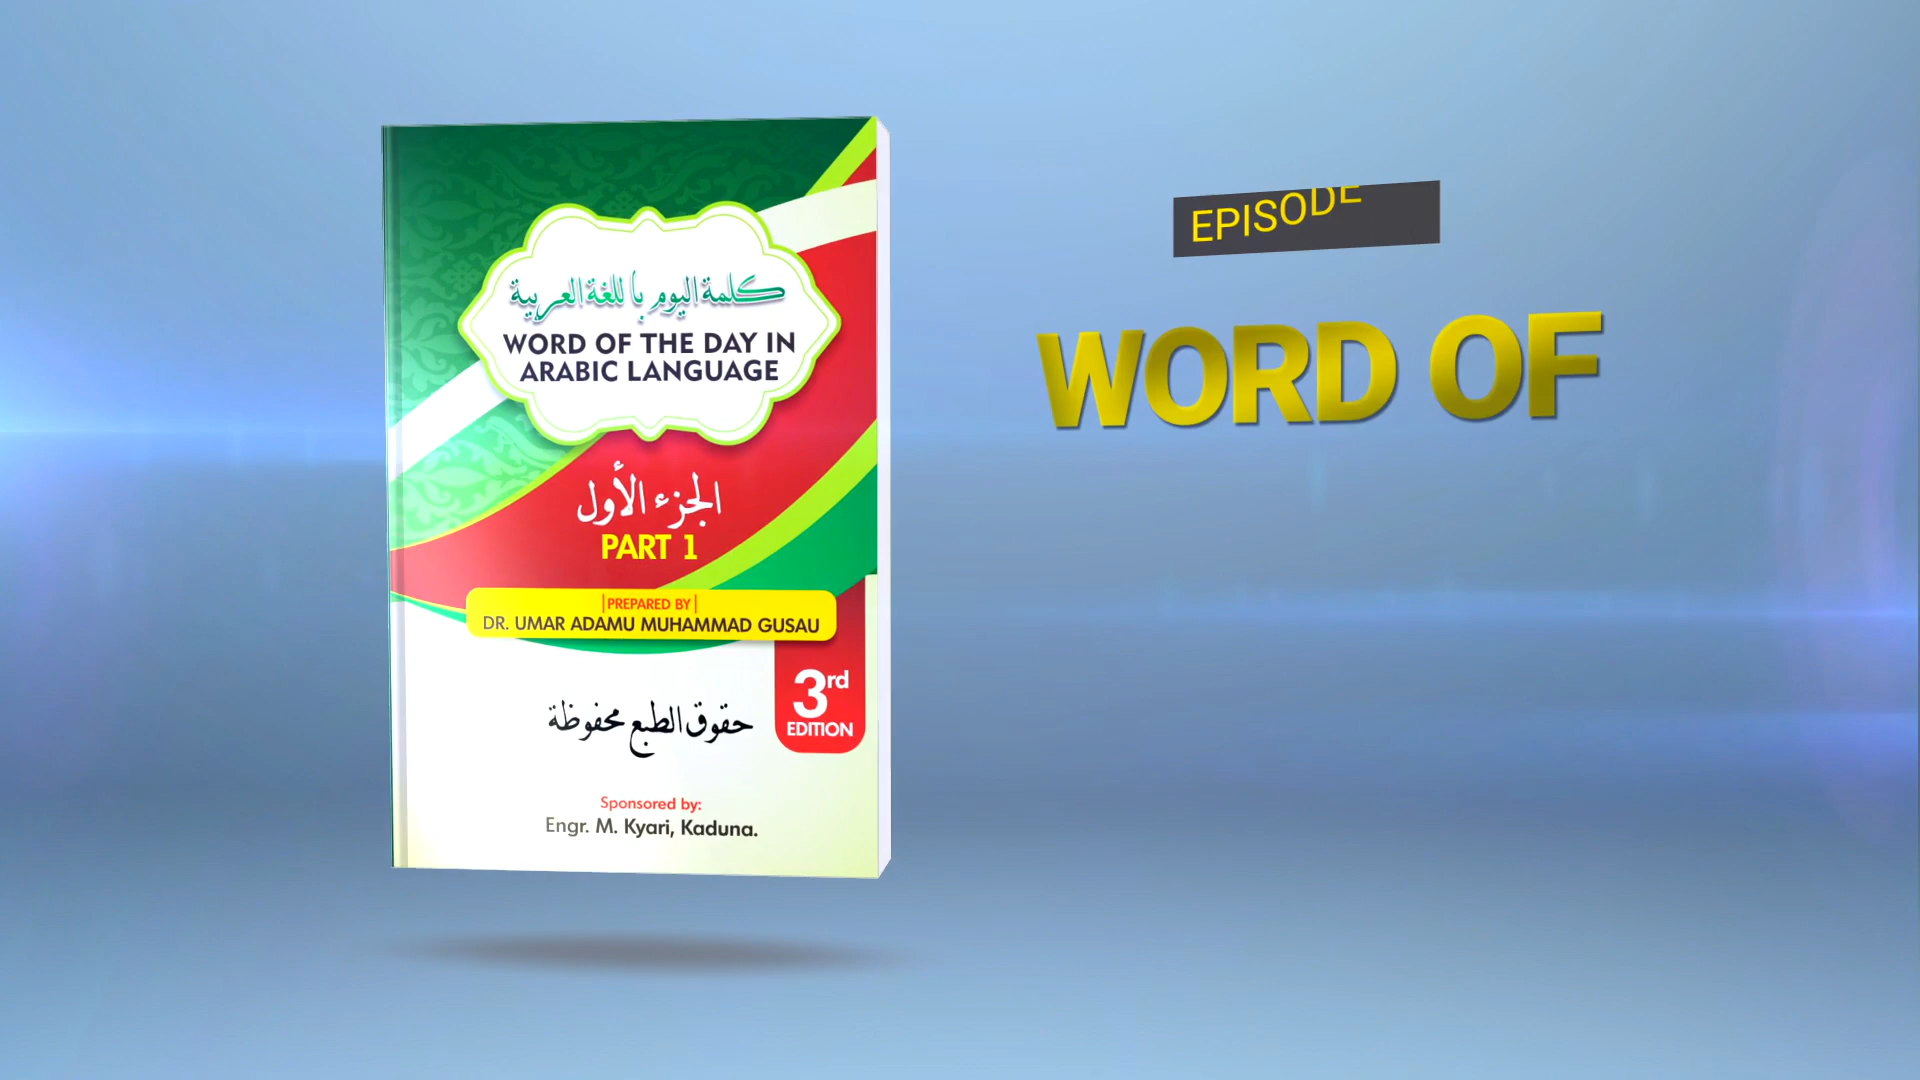 كلمة اليوم باللغة العربية
WORD OF THE DAY IN
ARABIC LANGUAGE
الجزء الأول
PART 1
PREPARED BY
DR. UMAR ADAMU MUHAMMAD GUSAU
3rd
EDITION
حقوق الطبع محفوظة
Sponsored by:
Engr. M. Kyari, Kaduna.
EPISODE
WORD OF